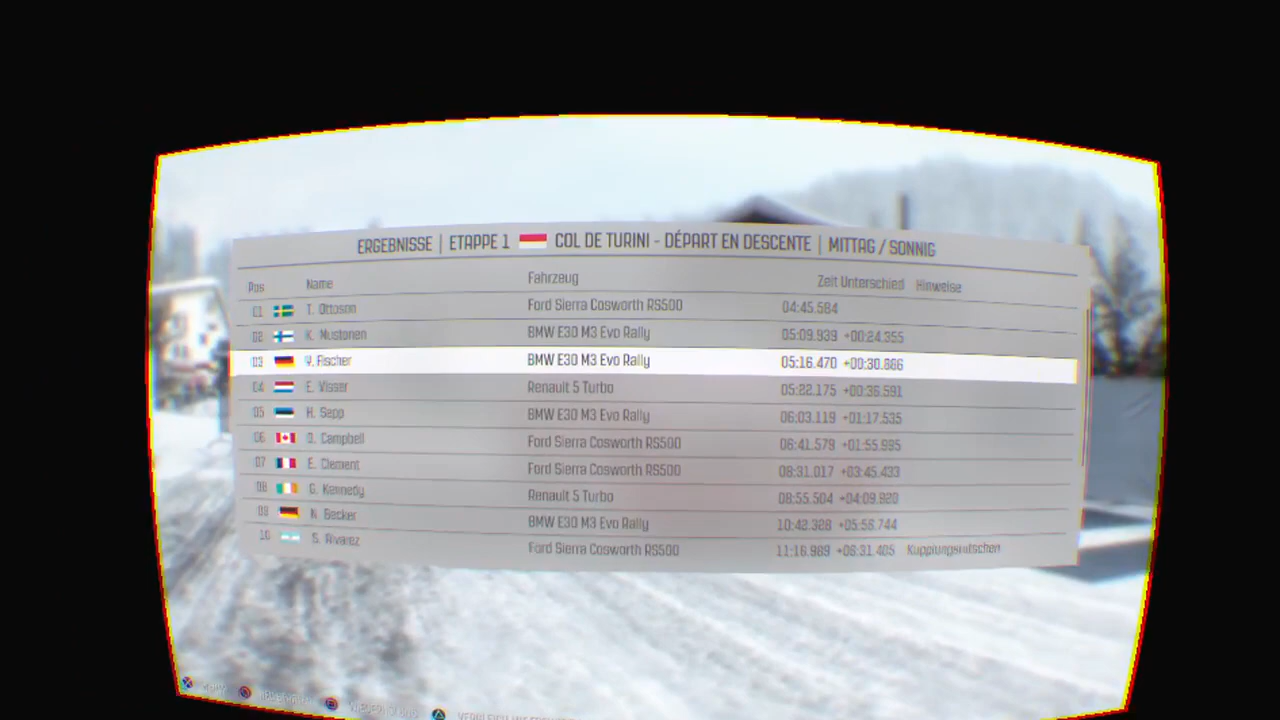 ERGEBNISSE | ETAPPE 1 COL DE TURINI - DÉPART EN DESCENTE | MITTAG / SONNIG
Pos Name Fahrzeug Zeit Unterschied Hinweise
01 T. Ottoson Ford Sierra Cosworth RS500 04:45.584
02 K. Mustonen BMW E30 M3 Evo Rally 05:09.939 +00:24.355
03 Y. Fischer BMW E30 M3 Evo Rally 05:16.470 +00:30.886
04 E. Visser Renault 5 Turbo 05:22.175 +00:36.591
05 H. Sepp BMW E30 M3 Evo Rally 06:03.119 +01:17.535
06 D. Campbell Ford Sierra Cosworth RS500 06:41.579 +01:55.995
07 E. Clement Ford Sierra Cosworth RS500 08:31.017 +03:45.433
08 G. Kennedy Renault 5 Turbo 08:55.504 +04:09.920
09 N. Becker BMW E30 M3 Evo Rally 10:42.328 +05:56.744
10 S. Alvarez Ford Sierra Cosworth RS500 11:16.989 +06:31.405 Kupplungsrutschen